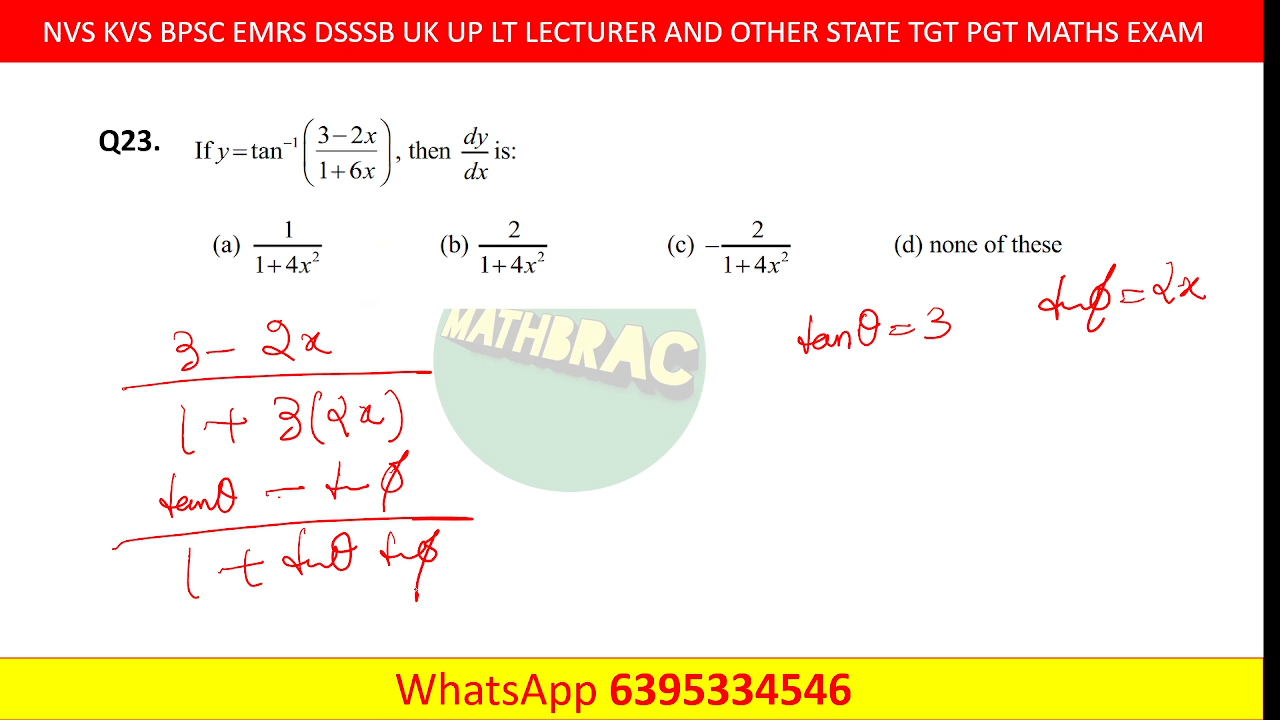 NVS KVS BPSC EMRS DSSSB UK UP LT LECTURER AND OTHER STATE TGT PGT MATHS EXAM
Q23. If y = tan⁻¹((3−2x)/(1+6x)), then dy/dx is:
(a) 1/(1+4x²) (b) 2/(1+4x²) (c) −2/(1+4x²) (d) none of these
tanθ = 3 tanϕ = 2x
3 − 2x
1 + 3(2x)
tanθ − tanϕ
1 + tanθ tanϕ
MATHBRAC
WhatsApp 6395334546